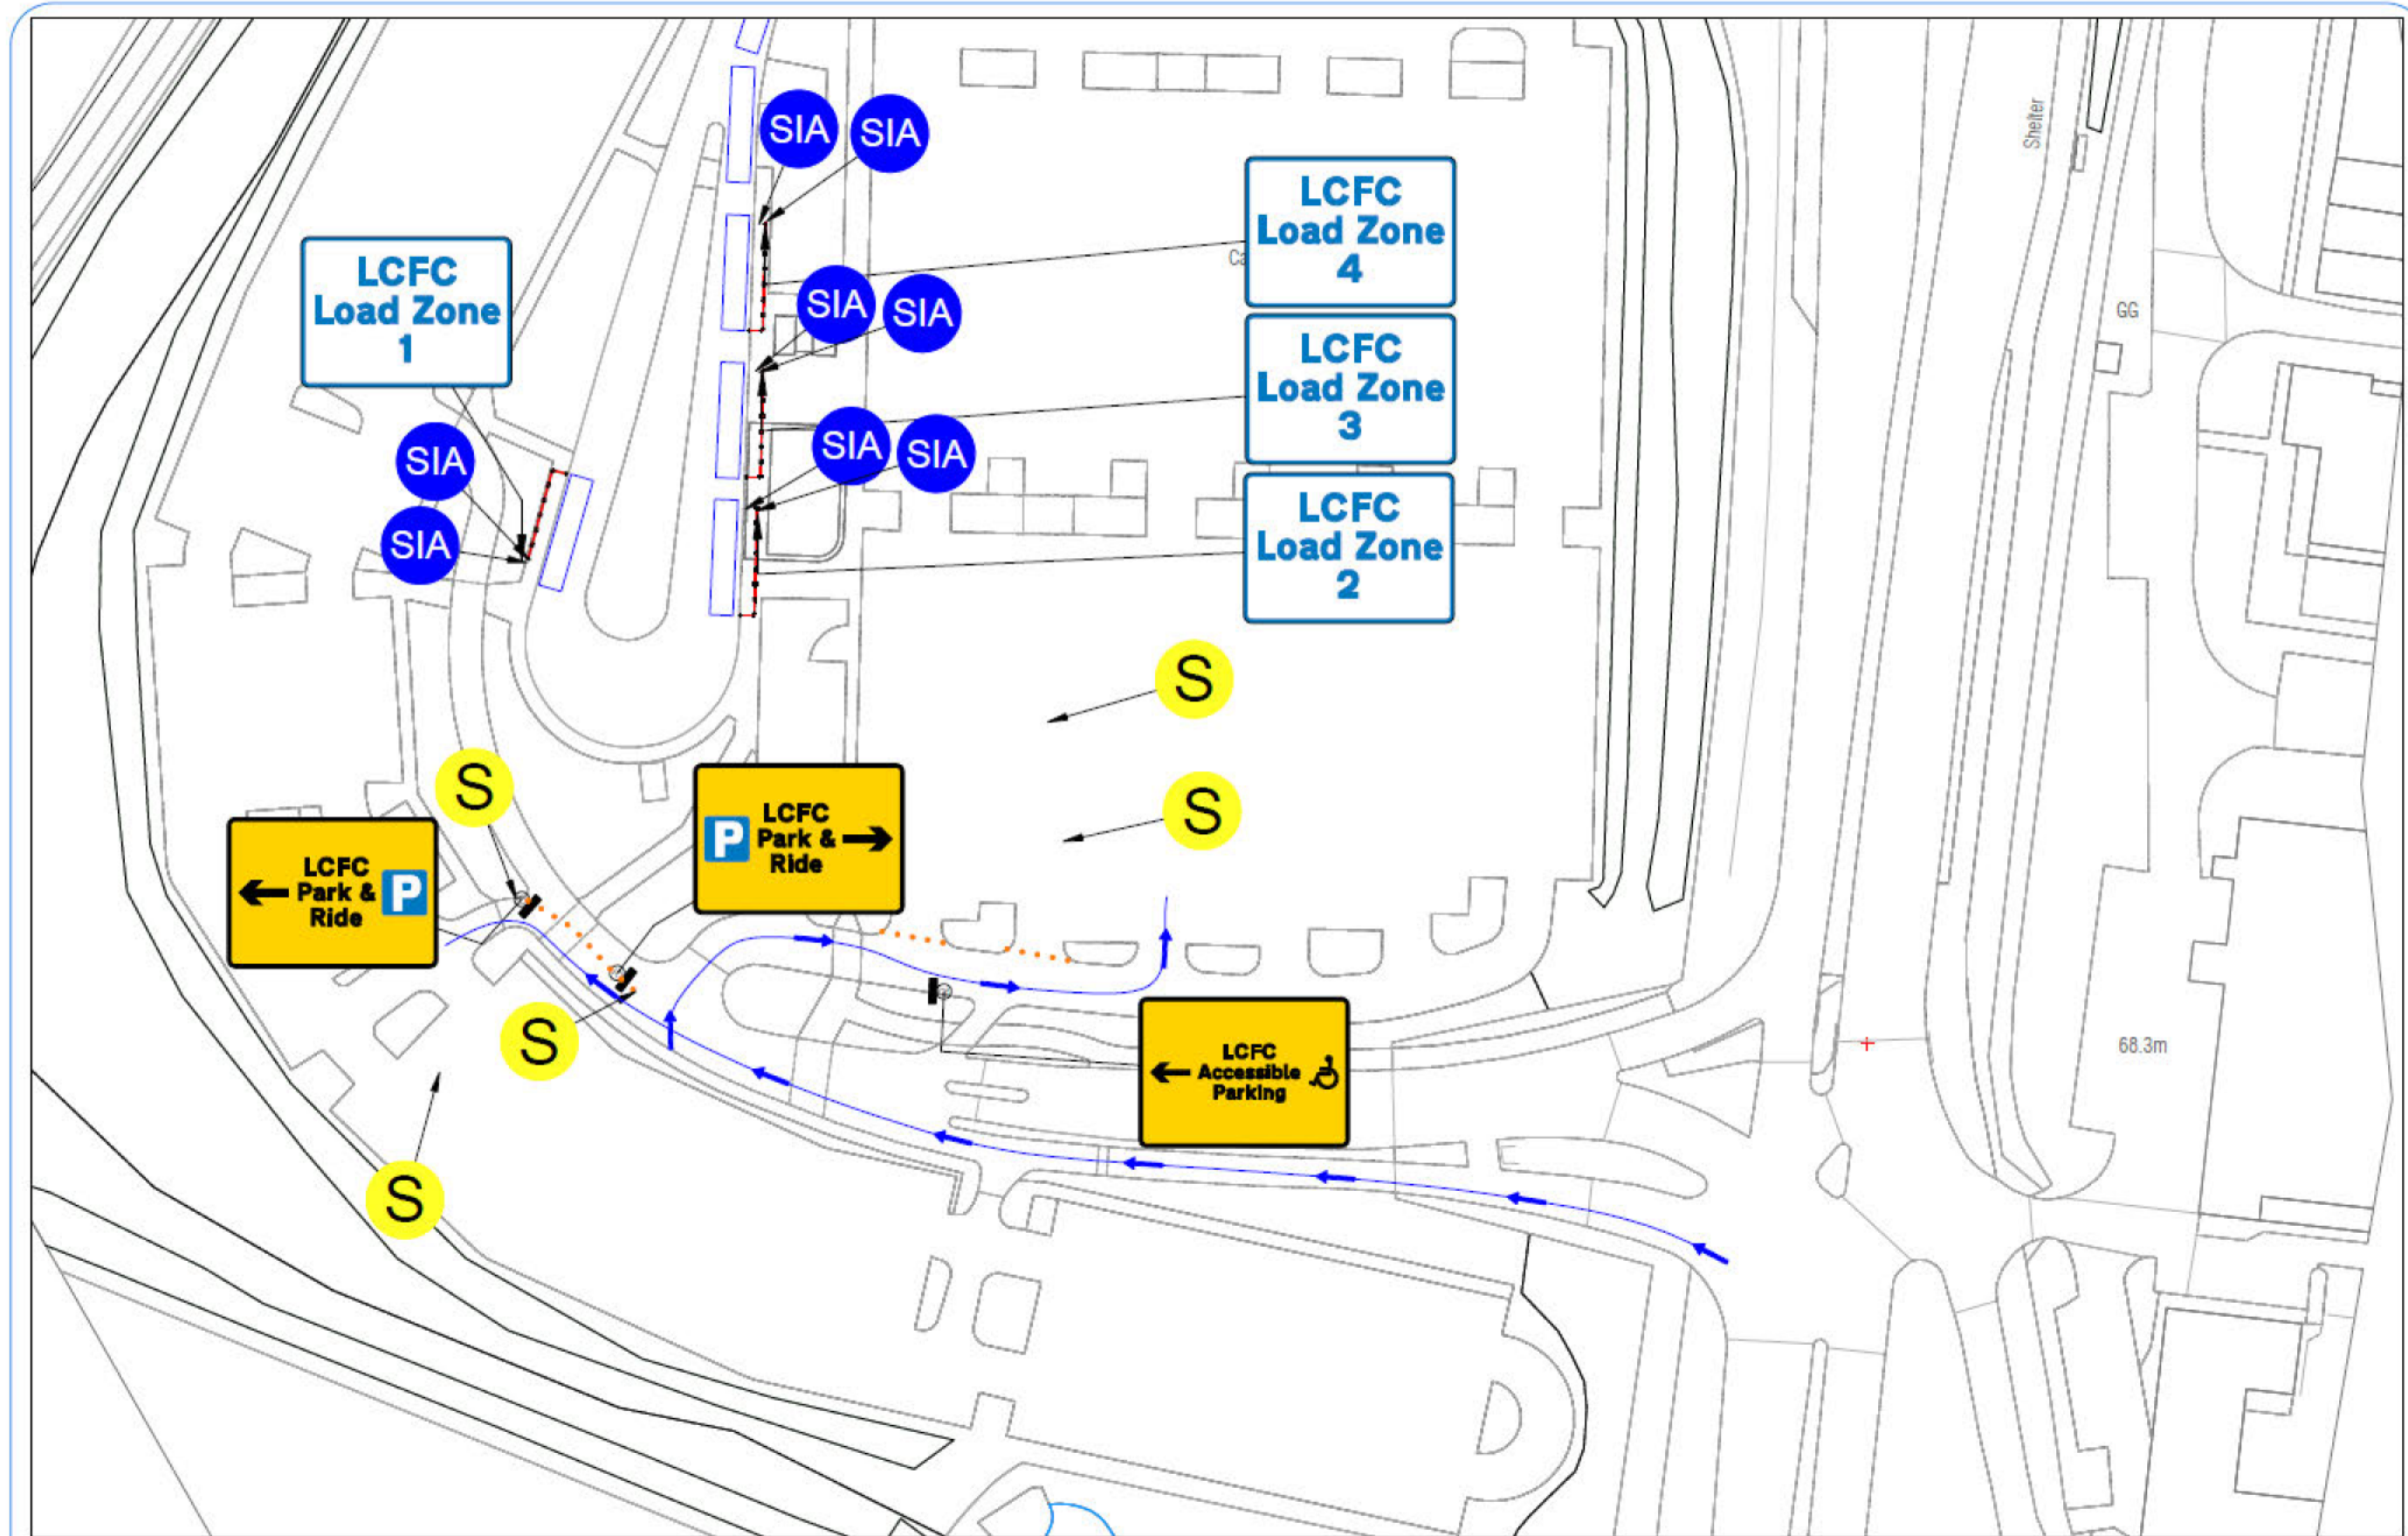 Shelter
SIA
SIA
LCFC
Load Zone
4
LCFC
Load Zone
1
Ca
SIA
SIA
GG
LCFC
Load Zone
3
SIA
SIA
SIA
SIA
LCFC
Load Zone
2
S
S
S
LCFC
Park &
Ride
P
P
LCFC
Park &
Ride
S
LCFC
Accessible
Parking
68.3m
S